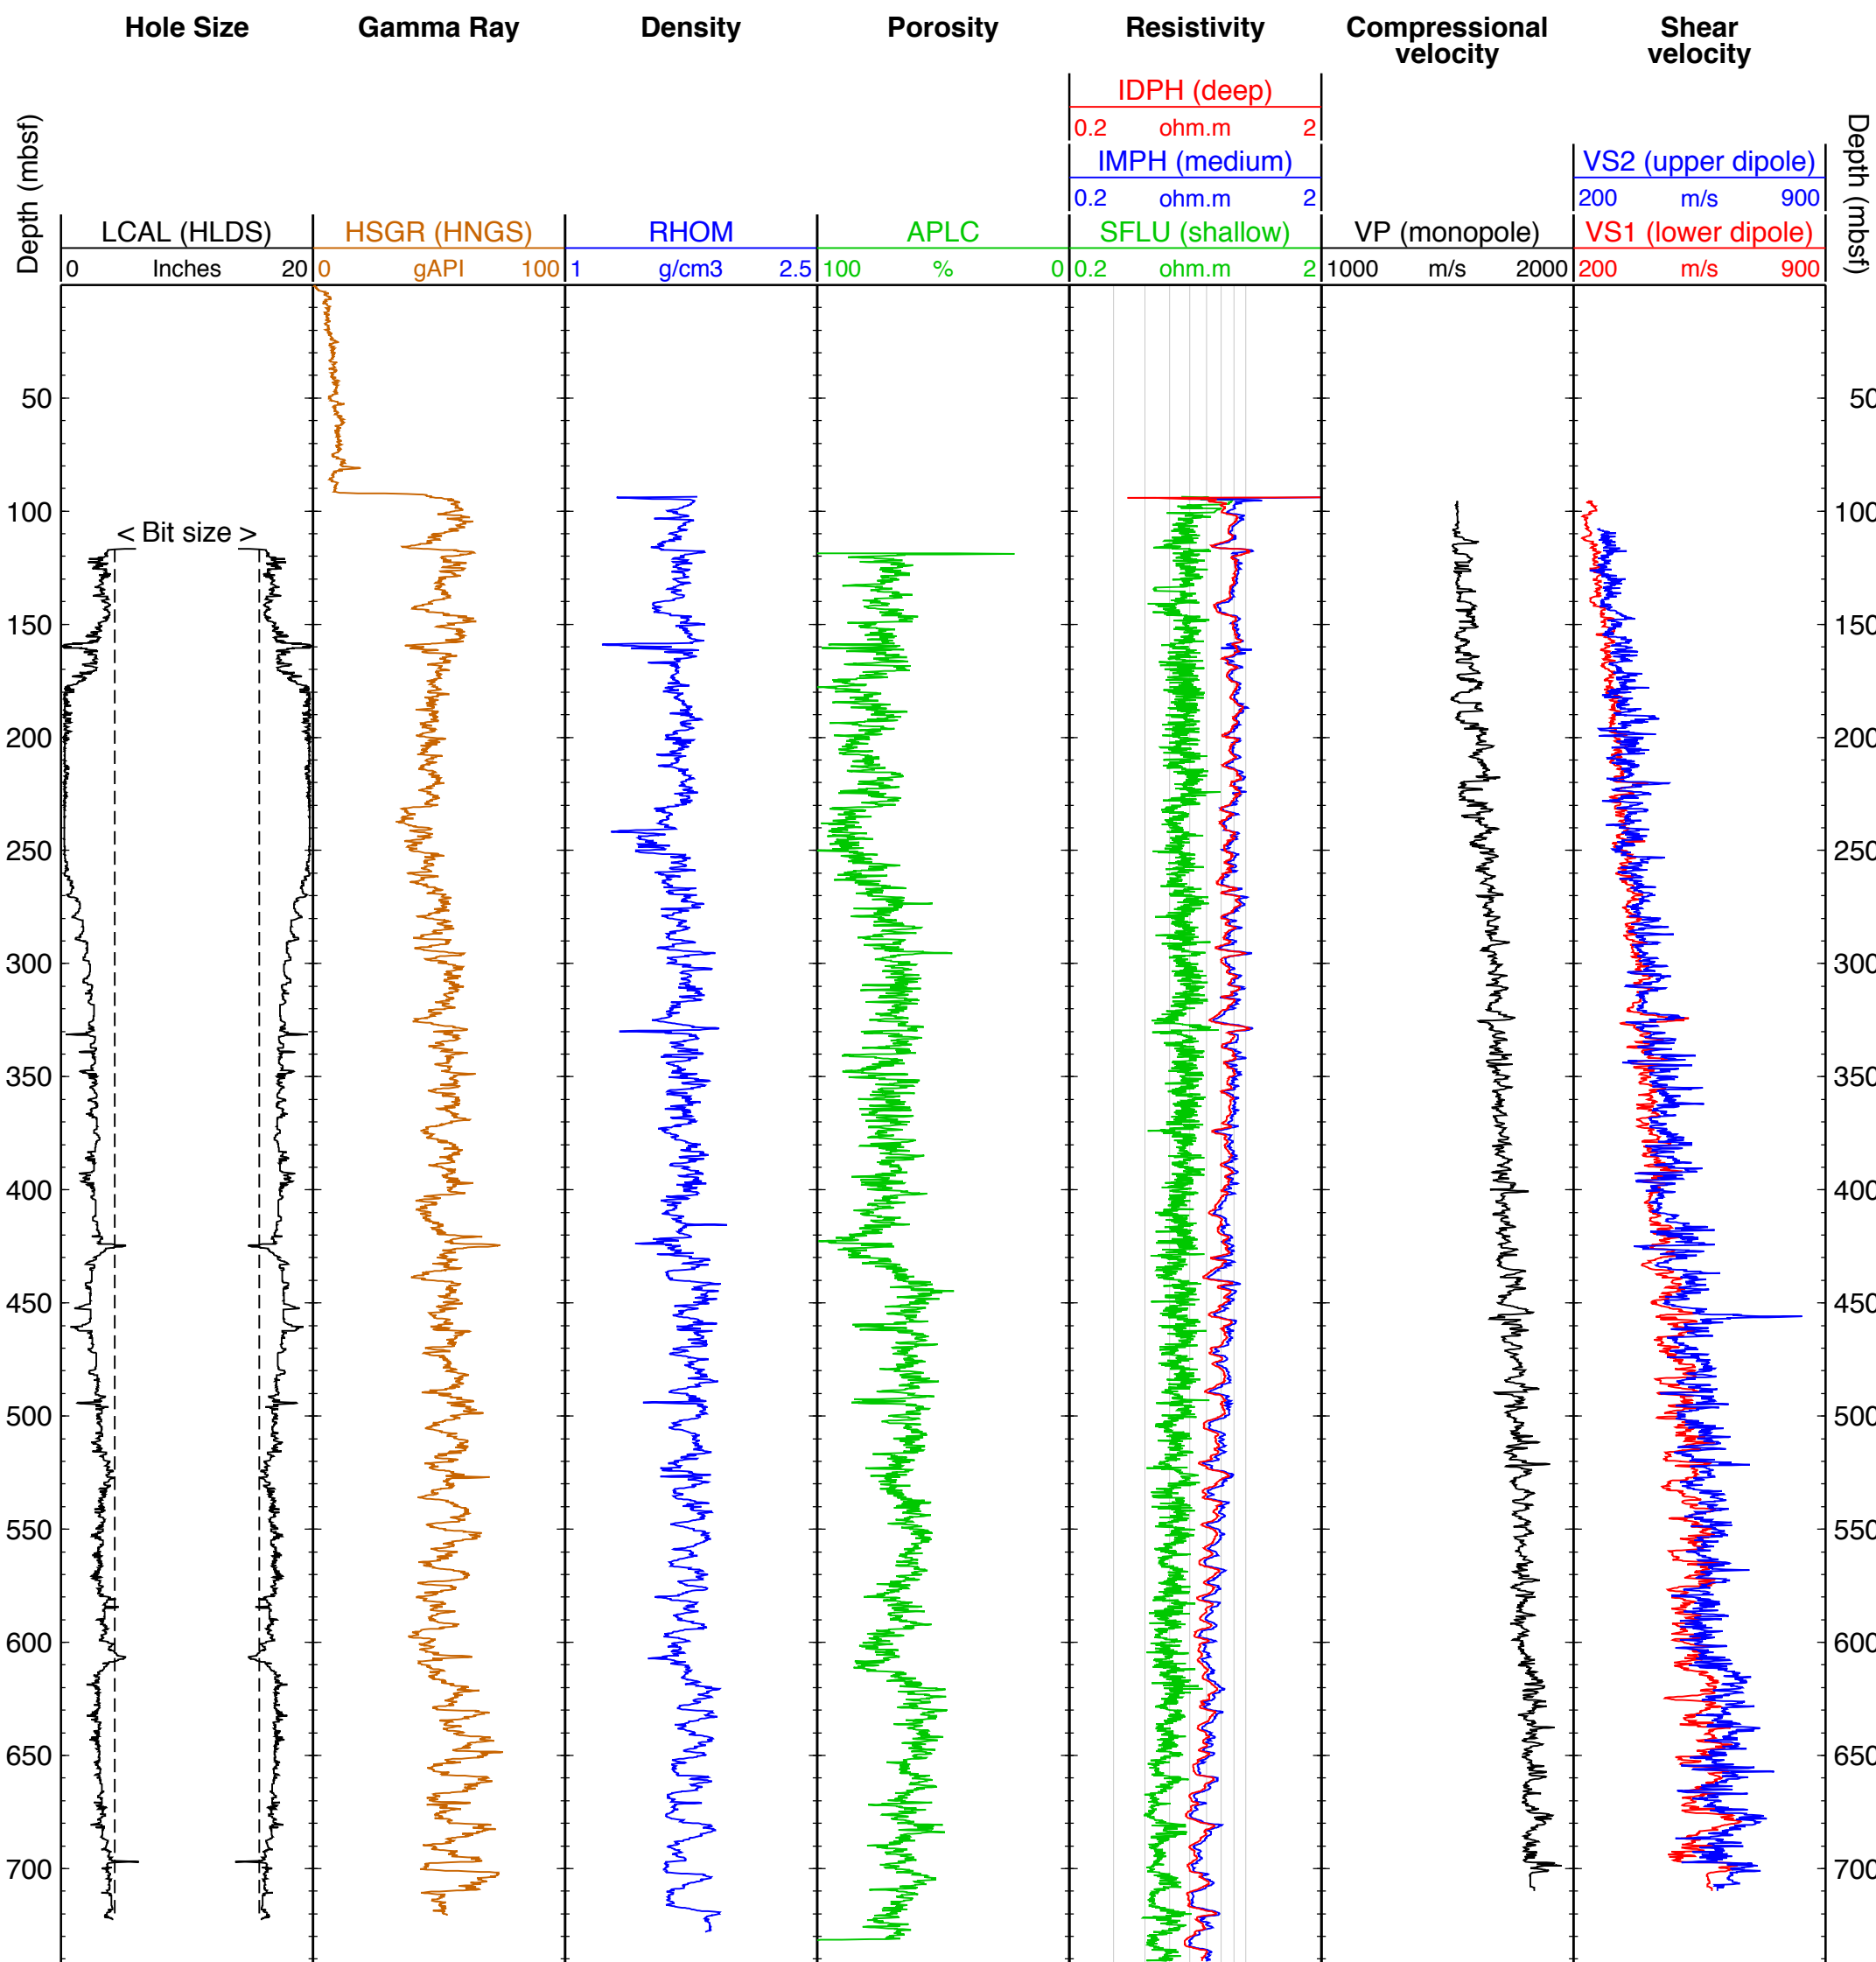 Hole Size Gamma Ray Density Porosity Resistivity Compressional velocity Shear velocity
IDPH (deep)
0.2 ohm.m 2
IMPH (medium) VS2 (upper dipole)
0.2 ohm.m 2 200 m/s 900
Depth (mbsf) LCAL (HLDS) HSGR (HNGS) RHOM APLC SFLU (shallow) VP (monopole) VS1 (lower dipole) Depth (mbsf)
0 Inches 20 0 gAPI 100 1 g/cm3 2.5 100 % 0 0.2 ohm.m 2 1000 m/s 2000 200 m/s 900
50 50
100 100
< Bit size >
150 150
200 200
250 250
300 300
350 350
400 400
450 450
500 500
550 550
600 600
650 650
700 700